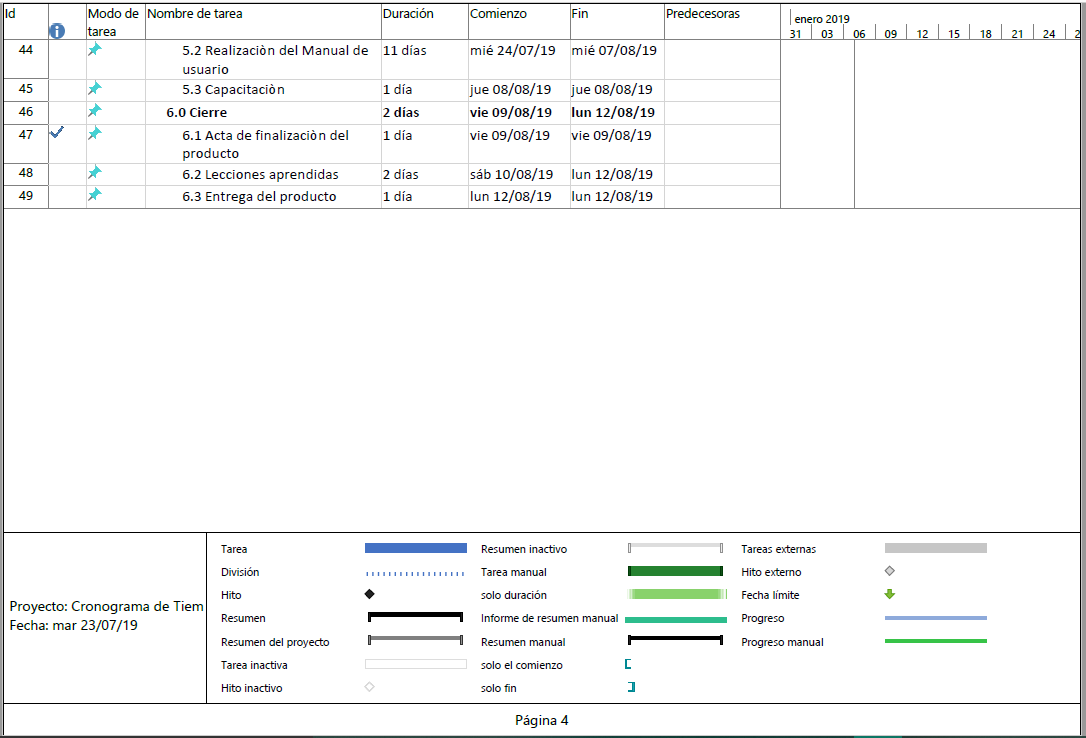 Id Modo de tarea Nombre de tarea Duración Comienzo Fin Predecesoras
enero 2019
31 03 06 09 12 15 18 21 24 2
44 5.2 Realizaciòn del Manual de usuario 11 días mié 24/07/19 mié 07/08/19
45 5.3 Capacitaciòn 1 día jue 08/08/19 jue 08/08/19
46 6.0 Cierre 2 días vie 09/08/19 lun 12/08/19
47 6.1 Acta de finalizaciòn del producto 1 día vie 09/08/19 vie 09/08/19
48 6.2 Lecciones aprendidas 2 días sáb 10/08/19 lun 12/08/19
49 6.3 Entrega del producto 1 día lun 12/08/19 lun 12/08/19
Proyecto: Cronograma de Tiem
Fecha: mar 23/07/19
Tarea
División
Hito
Resumen
Resumen del proyecto
Tarea inactiva
Hito inactivo
Resumen inactivo
Tarea manual
solo duración
Informe de resumen manual
Resumen manual
solo el comienzo
solo fin
Tareas externas
Hito externo
Fecha límite
Progreso
Progreso manual
Página 4